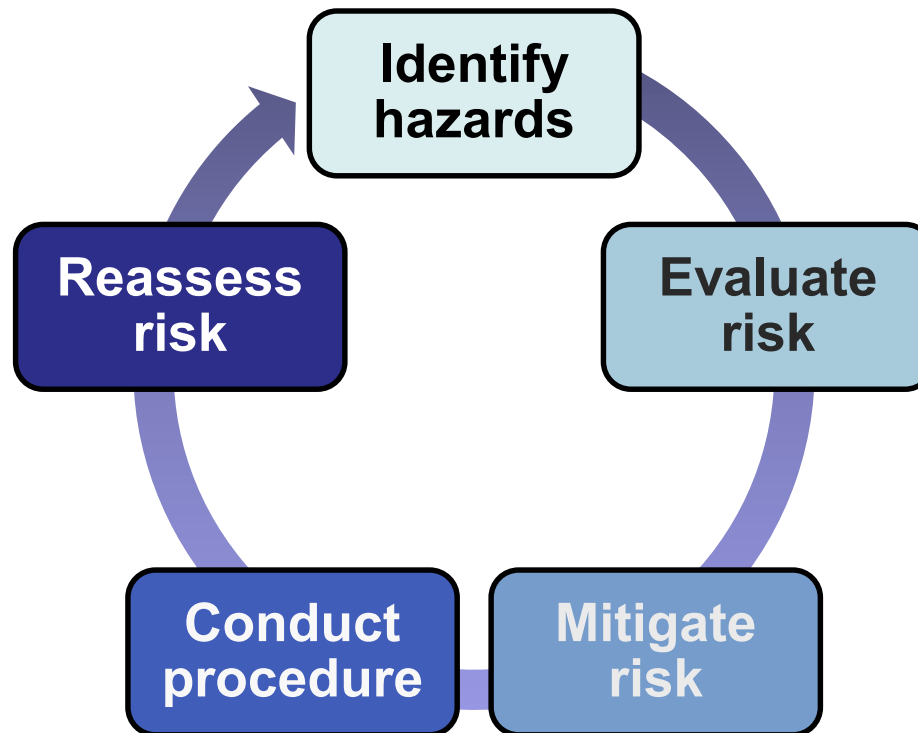 Identify
hazards
Evaluate
risk
Mitigate
risk
Conduct
procedure
Reassess
risk